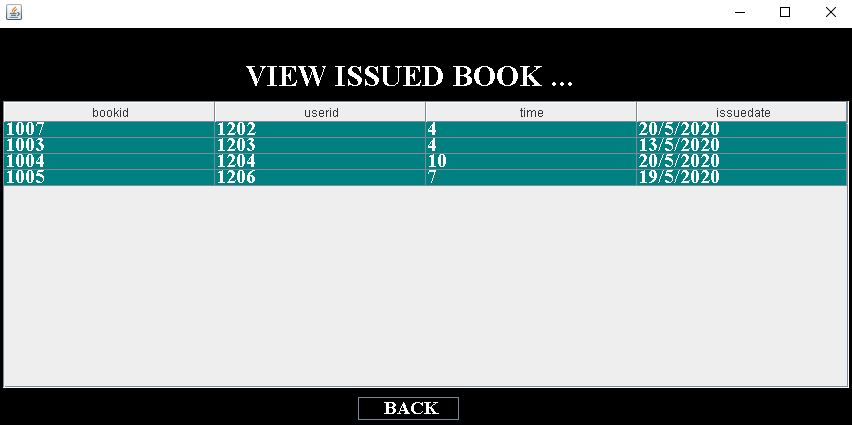 VIEW ISSUED BOOK ...
bookid userid time issuedate
1007 1202 4 20/5/2020
1003 1203 4 13/5/2020
1004 1204 10 20/5/2020
1005 1206 7 19/5/2020
BACK